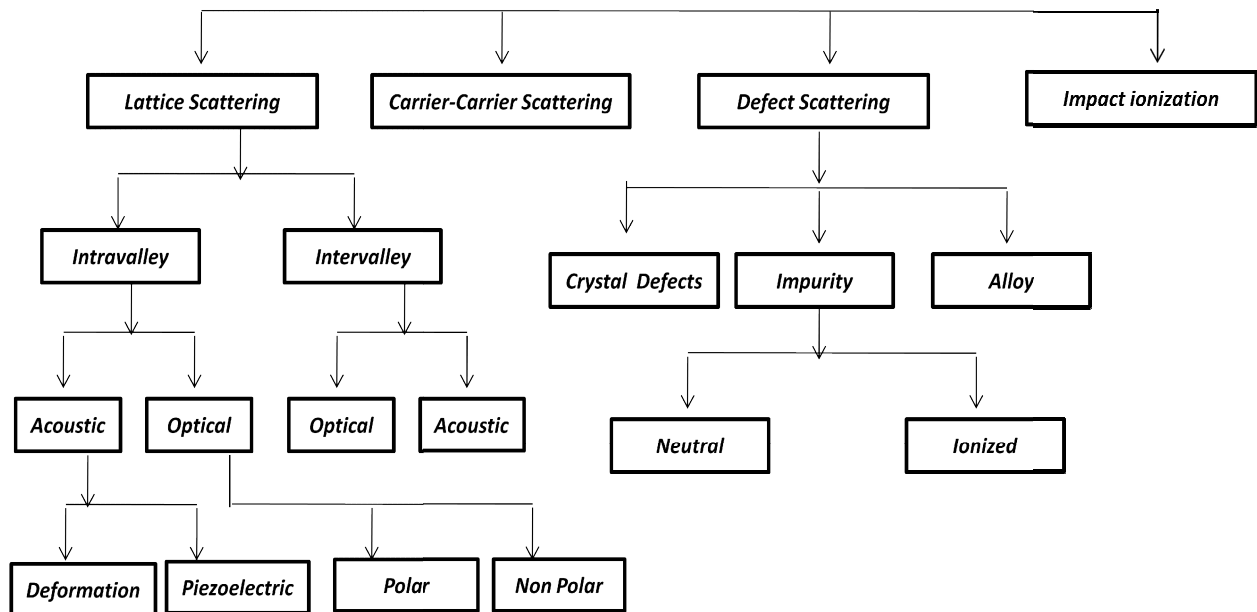 Lattice Scattering
Carrier-Carrier Scattering
Defect Scattering
Impact ionization
Intravalley
Intervalley
Crystal Defects
Impurity
Alloy
Acoustic
Optical
Optical
Acoustic
Neutral
Ionized
Deformation
Piezoelectric
Polar
Non Polar